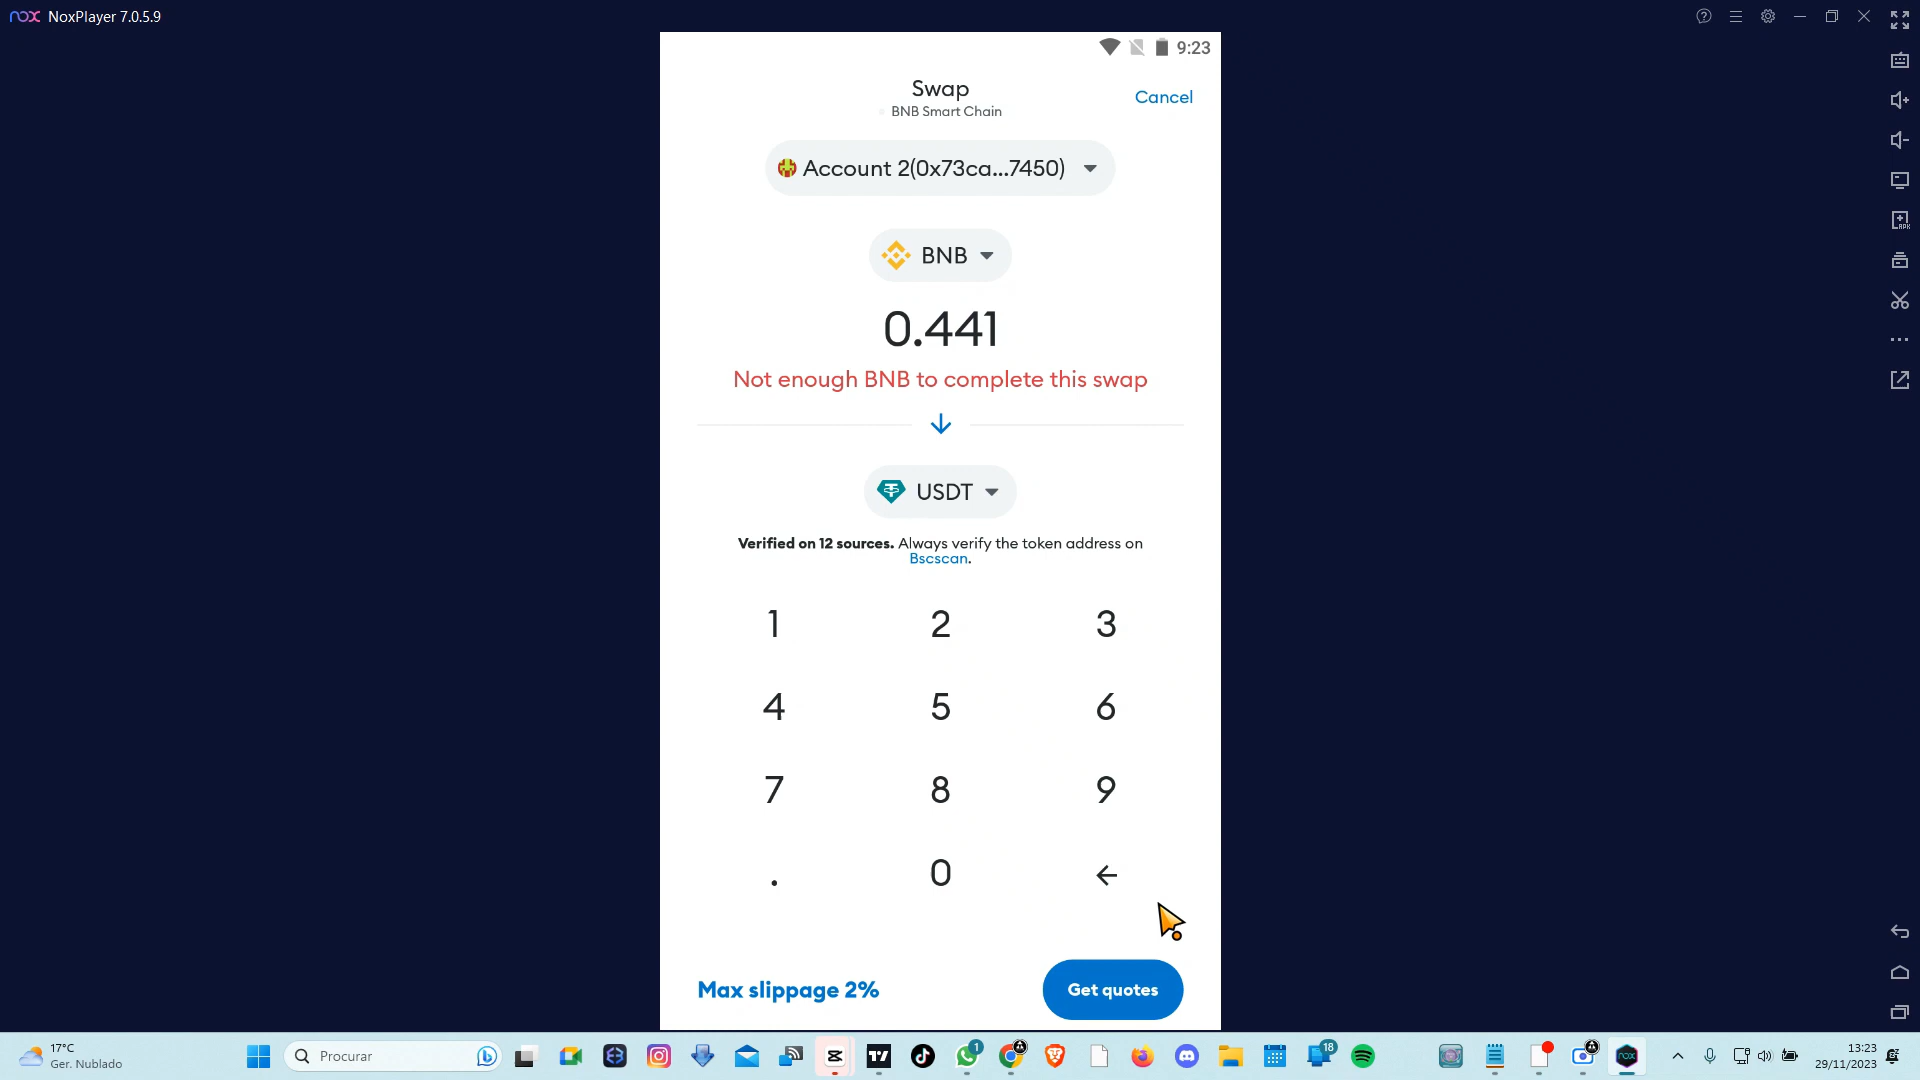 nox NoxPlayer 7.0.5.9
9:23
Swap
Cancel
BNB Smart Chain
Account 2(0x73ca...7450)
BNB
0.441
Not enough BNB to complete this swap
USDT
Verified on 12 sources. Always verify the token address on
Bscscan.
1 2 3
4 5 6
7 8 9
. 0
Max slippage 2%
Get quotes
17°C
Ger. Nublado
Procurar
1
18
13:23
29/11/2023